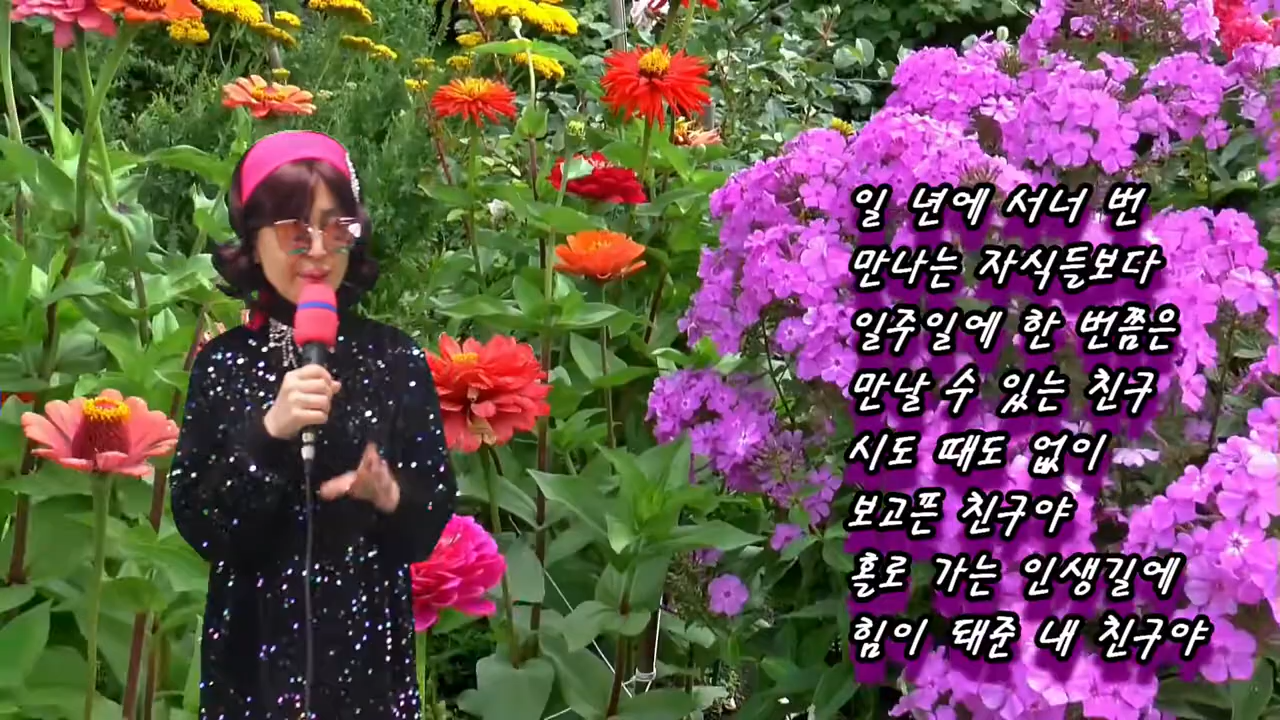 일 년에 서너 번
만나는 자식들보다
일주일에 한 번쯤은
만날 수 있는 친구
시도 때도 없이
보고픈 친구야
홀로 가는 인생길에
힘이 돼준 내 친구야